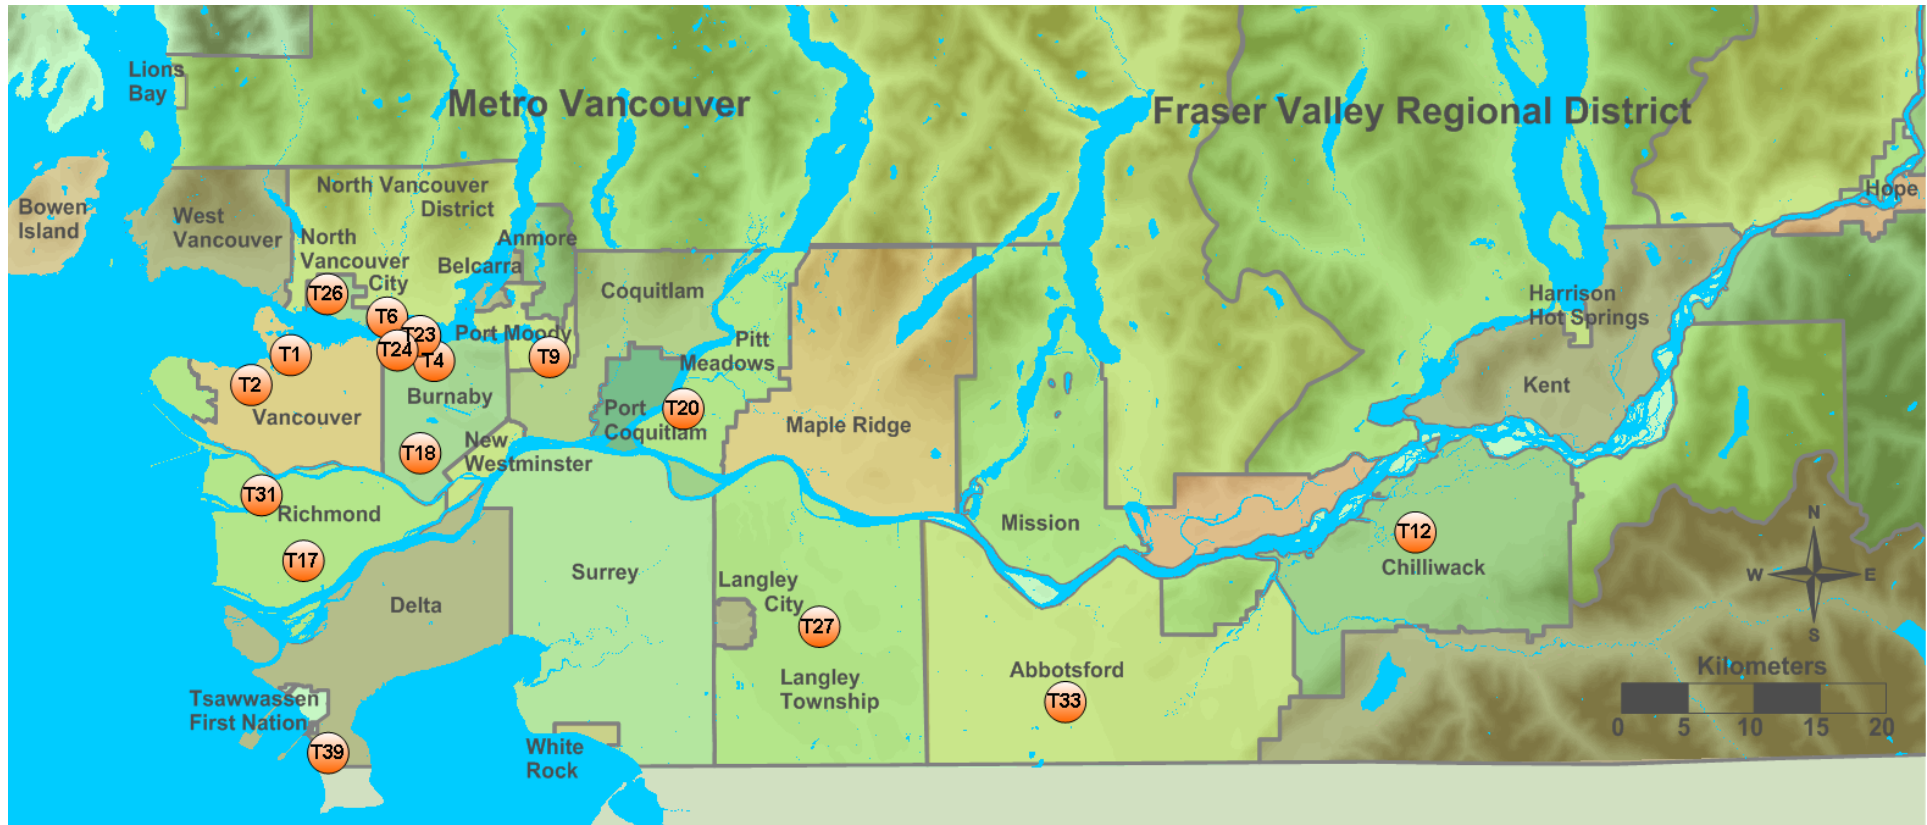 Lions
Bay
Metro Vancouver
Fraser Valley Regional District
Hope
North Vancouver
District
Bowen
Island
West
Vancouver
North
Vancouver
City
Anmore
Belcarra
Coquitlam
Harrison
Hot Springs
T26
T6
T23
T24
T4
Port Moody
T9
Pitt
Meadows
T1
T2
Vancouver
Burnaby
Kent
T20
Port
Coquitlam
Maple Ridge
T18
New
Westminster
T31
Richmond
T17
Mission
T12
Chilliwack
N
W
E
S
Surrey
Delta
Langley
City
T27
Langley
Township
Abbotsford
T33
Kilometers
0 5 10 15 20
Tsawwassen
First Nation
T39
White
Rock